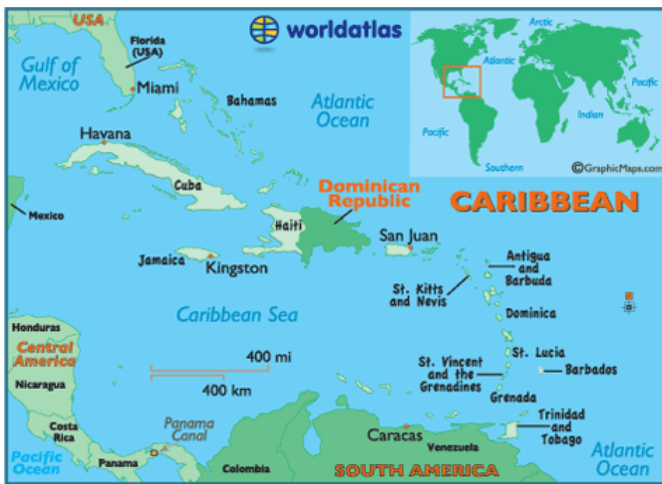 USA
worldatlas
Florida
(USA)
Gulf of
Mexico
Miami
Bahamas
Atlantic
Ocean
Arctic
Atlantic
Pacific
Indian
Pacific
Southern
©GraphicMaps.com
Havana
Cuba
Dominican
Republic
CARIBBEAN
Mexico
Haiti
San Juan
Jamaica
Kingston
Antigua
and
Barbuda
St. Kitts
and Nevis
Caribbean Sea
Dominica
Honduras
Central
America
400 mi
400 km
St. Lucia
St. Vincent
and the
Grenadines
Barbados
Nicaragua
Grenada
Costa
Rica
Panama
Canal
Caracas
Trinidad
and
Tobago
Venezuela
Pacific
Ocean
Panama
Colombia
SOUTH AMERICA
Atlantic
Ocean